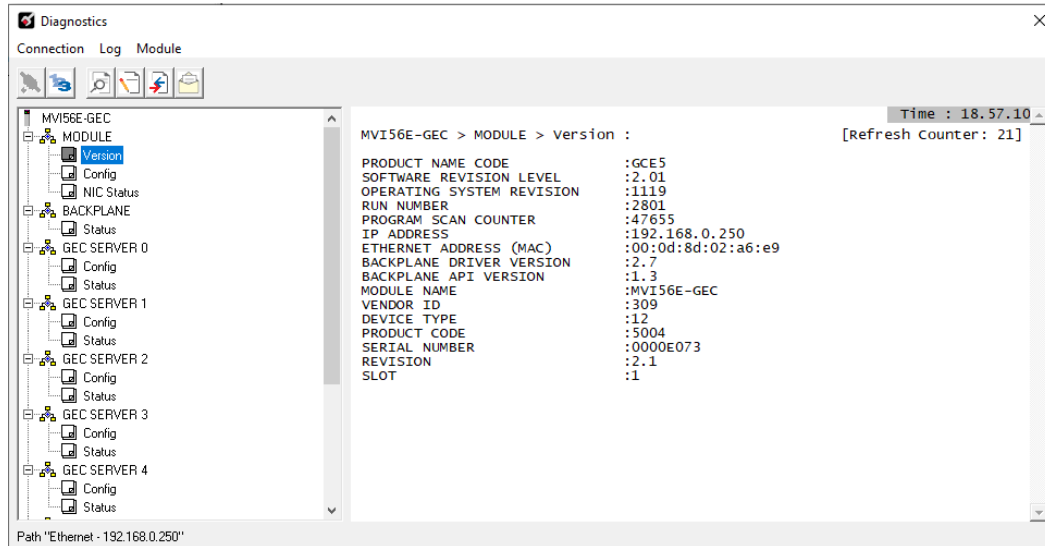 Diagnostics
Connection Log Module
MVI56E-GEC
MODULE
Version
Config
NIC Status
BACKPLANE
Status
GEC SERVER 0
Config
Status
GEC SERVER 1
Config
Status
GEC SERVER 2
Config
Status
GEC SERVER 3
Config
Status
GEC SERVER 4
Config
Status
Time : 18.57.10
MVI56E-GEC > MODULE > Version : [Refresh Counter: 21]
PRODUCT NAME CODE :GCE5
SOFTWARE REVISION LEVEL :2.01
OPERATING SYSTEM REVISION :1119
RUN NUMBER :2801
PROGRAM SCAN COUNTER :47655
IP ADDRESS :192.168.0.250
ETHERNET ADDRESS (MAC) :00:0d:8d:02:a6:e9
BACKPLANE DRIVER VERSION :2.7
BACKPLANE API VERSION :1.3
MODULE NAME :MVI56E-GEC
VENDOR ID :309
DEVICE TYPE :12
PRODUCT CODE :5004
SERIAL NUMBER :0000E073
REVISION :2.1
SLOT :1
Path "Ethernet - 192.168.0.250"